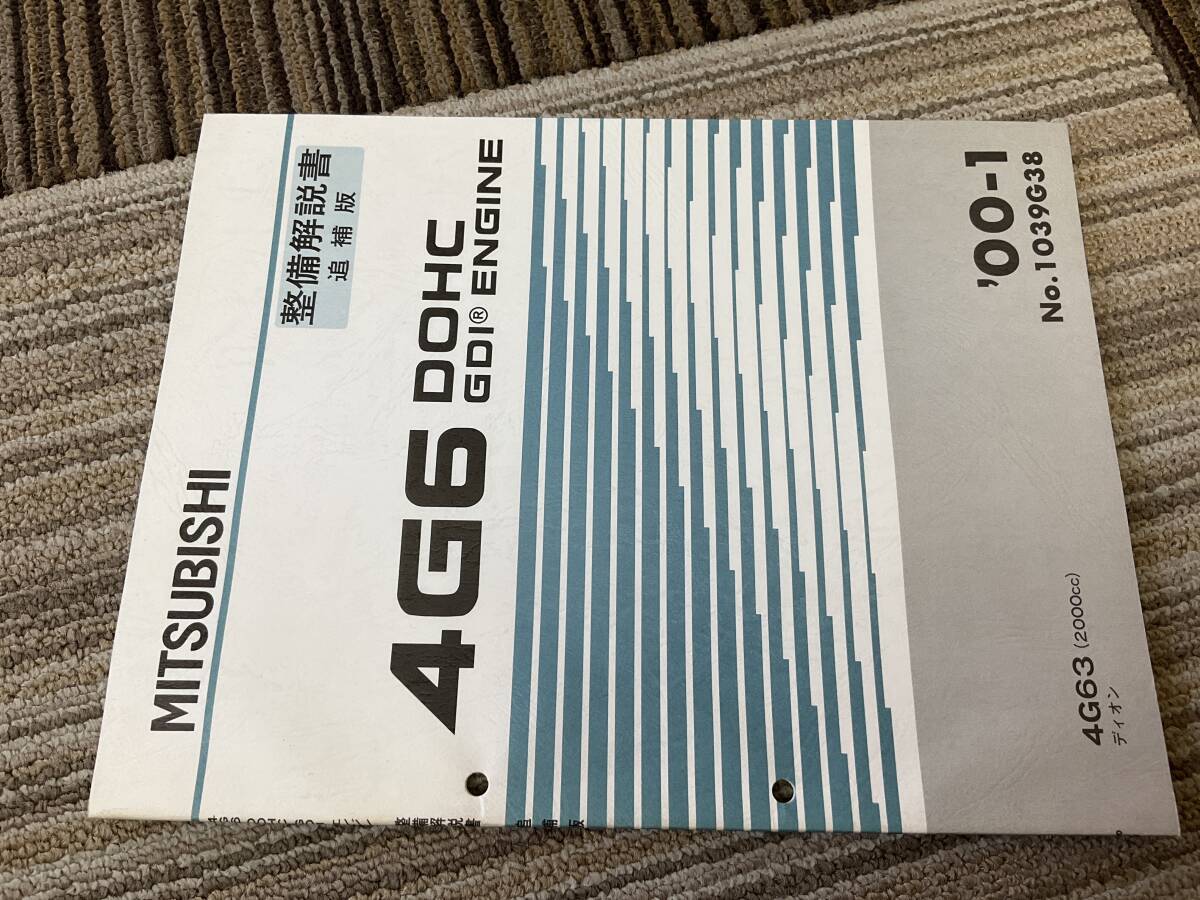 MITSUBISHI
整備解説書
追補版
4G6 DOHC
GDI® ENGINE
'00-1
No.1039G38
4G63 (2000cc)
ディオン